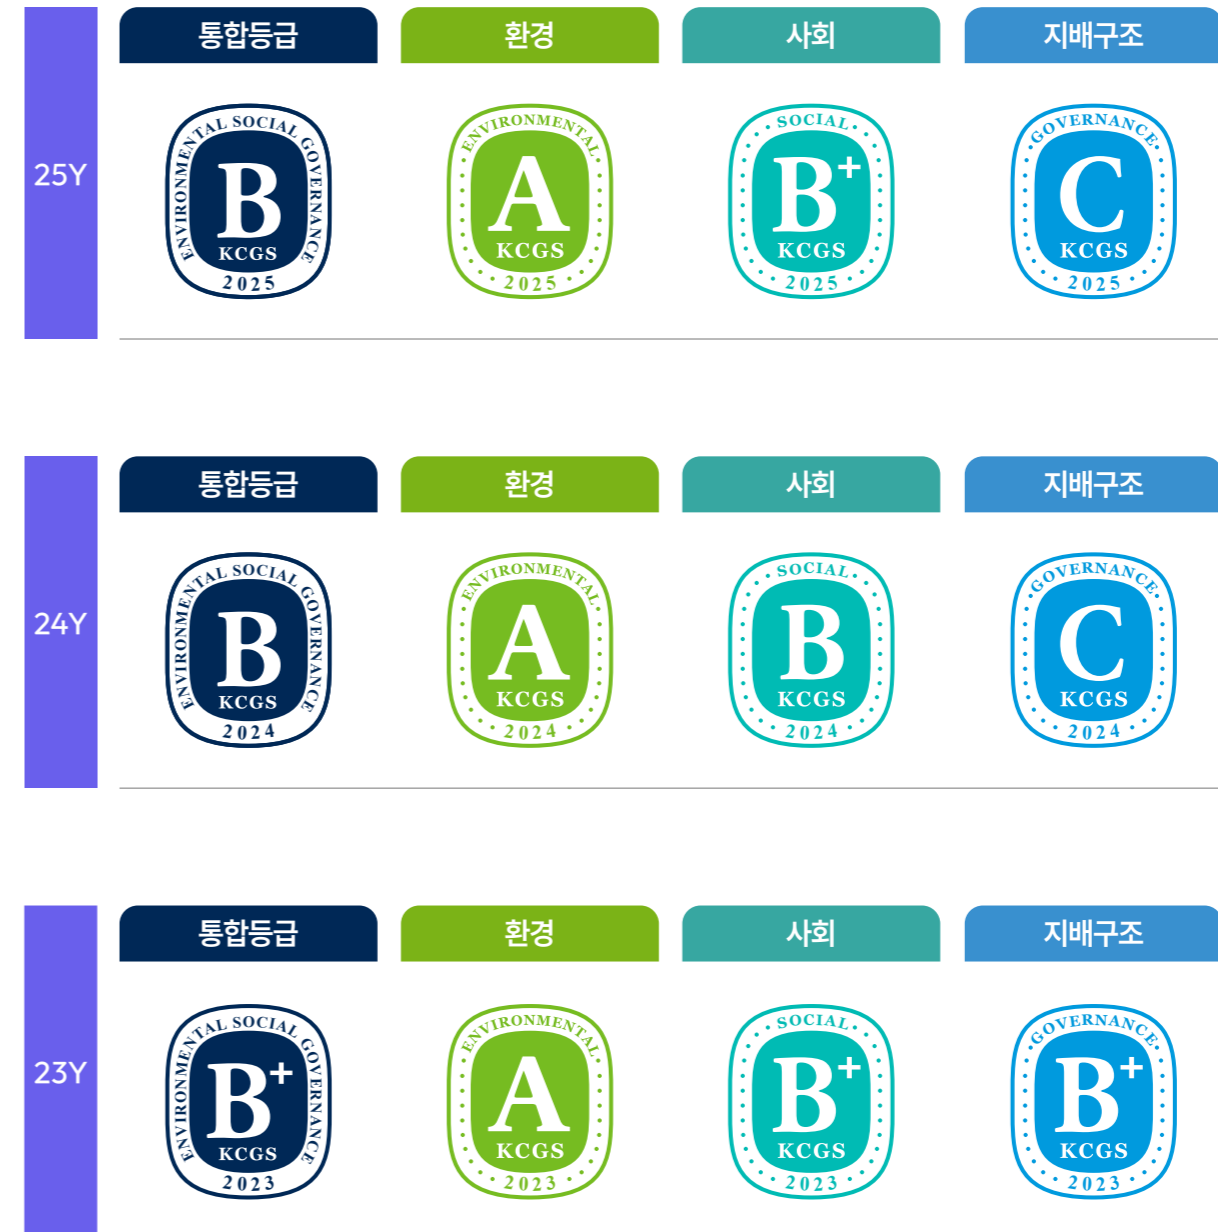 25Y
통합등급
환경
사회
지배구조
ENVIRONMENTAL SOCIAL GOVERNANCE
B
KCGS
2025
ENVIRONMENTAL
A
KCGS
2025
SOCIAL
B+
KCGS
2025
GOVERNANCE
C
KCGS
2025
24Y
통합등급
환경
사회
지배구조
ENVIRONMENTAL SOCIAL GOVERNANCE
B
KCGS
2024
ENVIRONMENTAL
A
KCGS
2024
SOCIAL
B
KCGS
2024
GOVERNANCE
C
KCGS
2024
23Y
통합등급
환경
사회
지배구조
ENVIRONMENTAL SOCIAL GOVERNANCE
B+
KCGS
2023
ENVIRONMENTAL
A
KCGS
2023
SOCIAL
B+
KCGS
2023
GOVERNANCE
B+
KCGS
2023